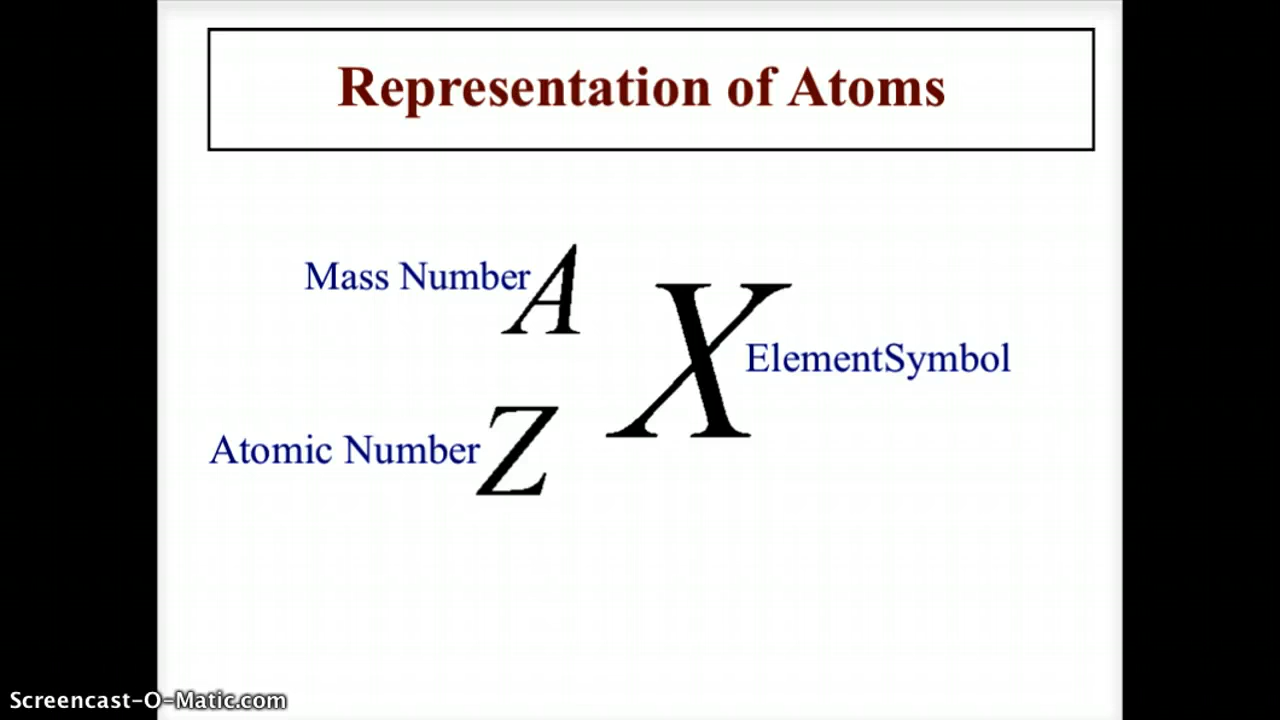 Representation of Atoms
Mass Number A
X
ElementSymbol
Atomic Number Z
Screencast-O-Matic.com